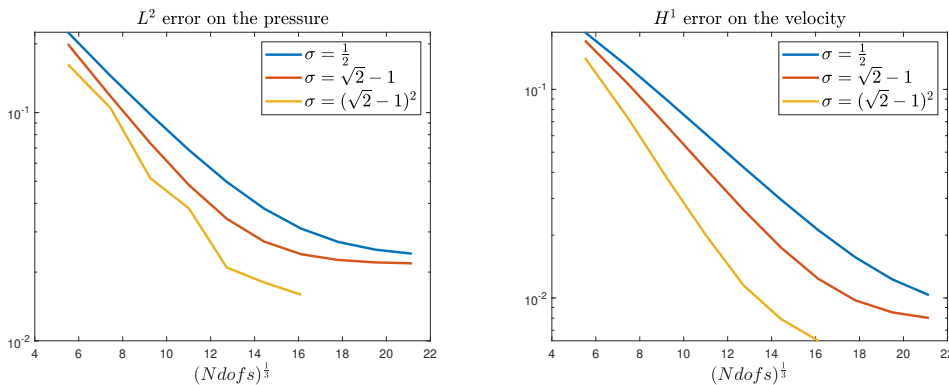 L² error on the pressure
σ = 1/2
σ = √2 − 1
σ = (√2 − 1)²
10⁻¹
10⁻²
4 6 8 10 12 14 16 18 20 22
(Ndofs)^{1/3}
H¹ error on the velocity
σ = 1/2
σ = √2 − 1
σ = (√2 − 1)²
10⁻¹
10⁻²
4 6 8 10 12 14 16 18 20 22
(Ndofs)^{1/3}